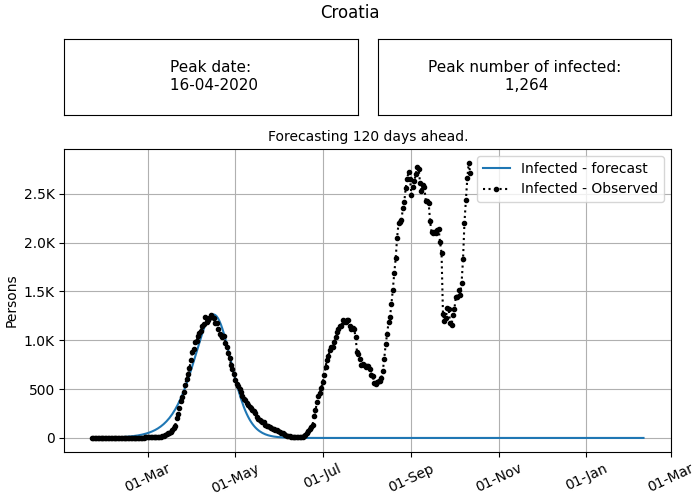 Croatia
Peak date:
16-04-2020
Peak number of infected:
1,264
Forecasting 120 days ahead.
Infected - forecast
Infected - Observed
2.5K
2.0K
1.5K
1.0K
500
0
Persons
01-Mar
01-May
01-Jul
01-Sep
01-Nov
01-Jan
01-Mar